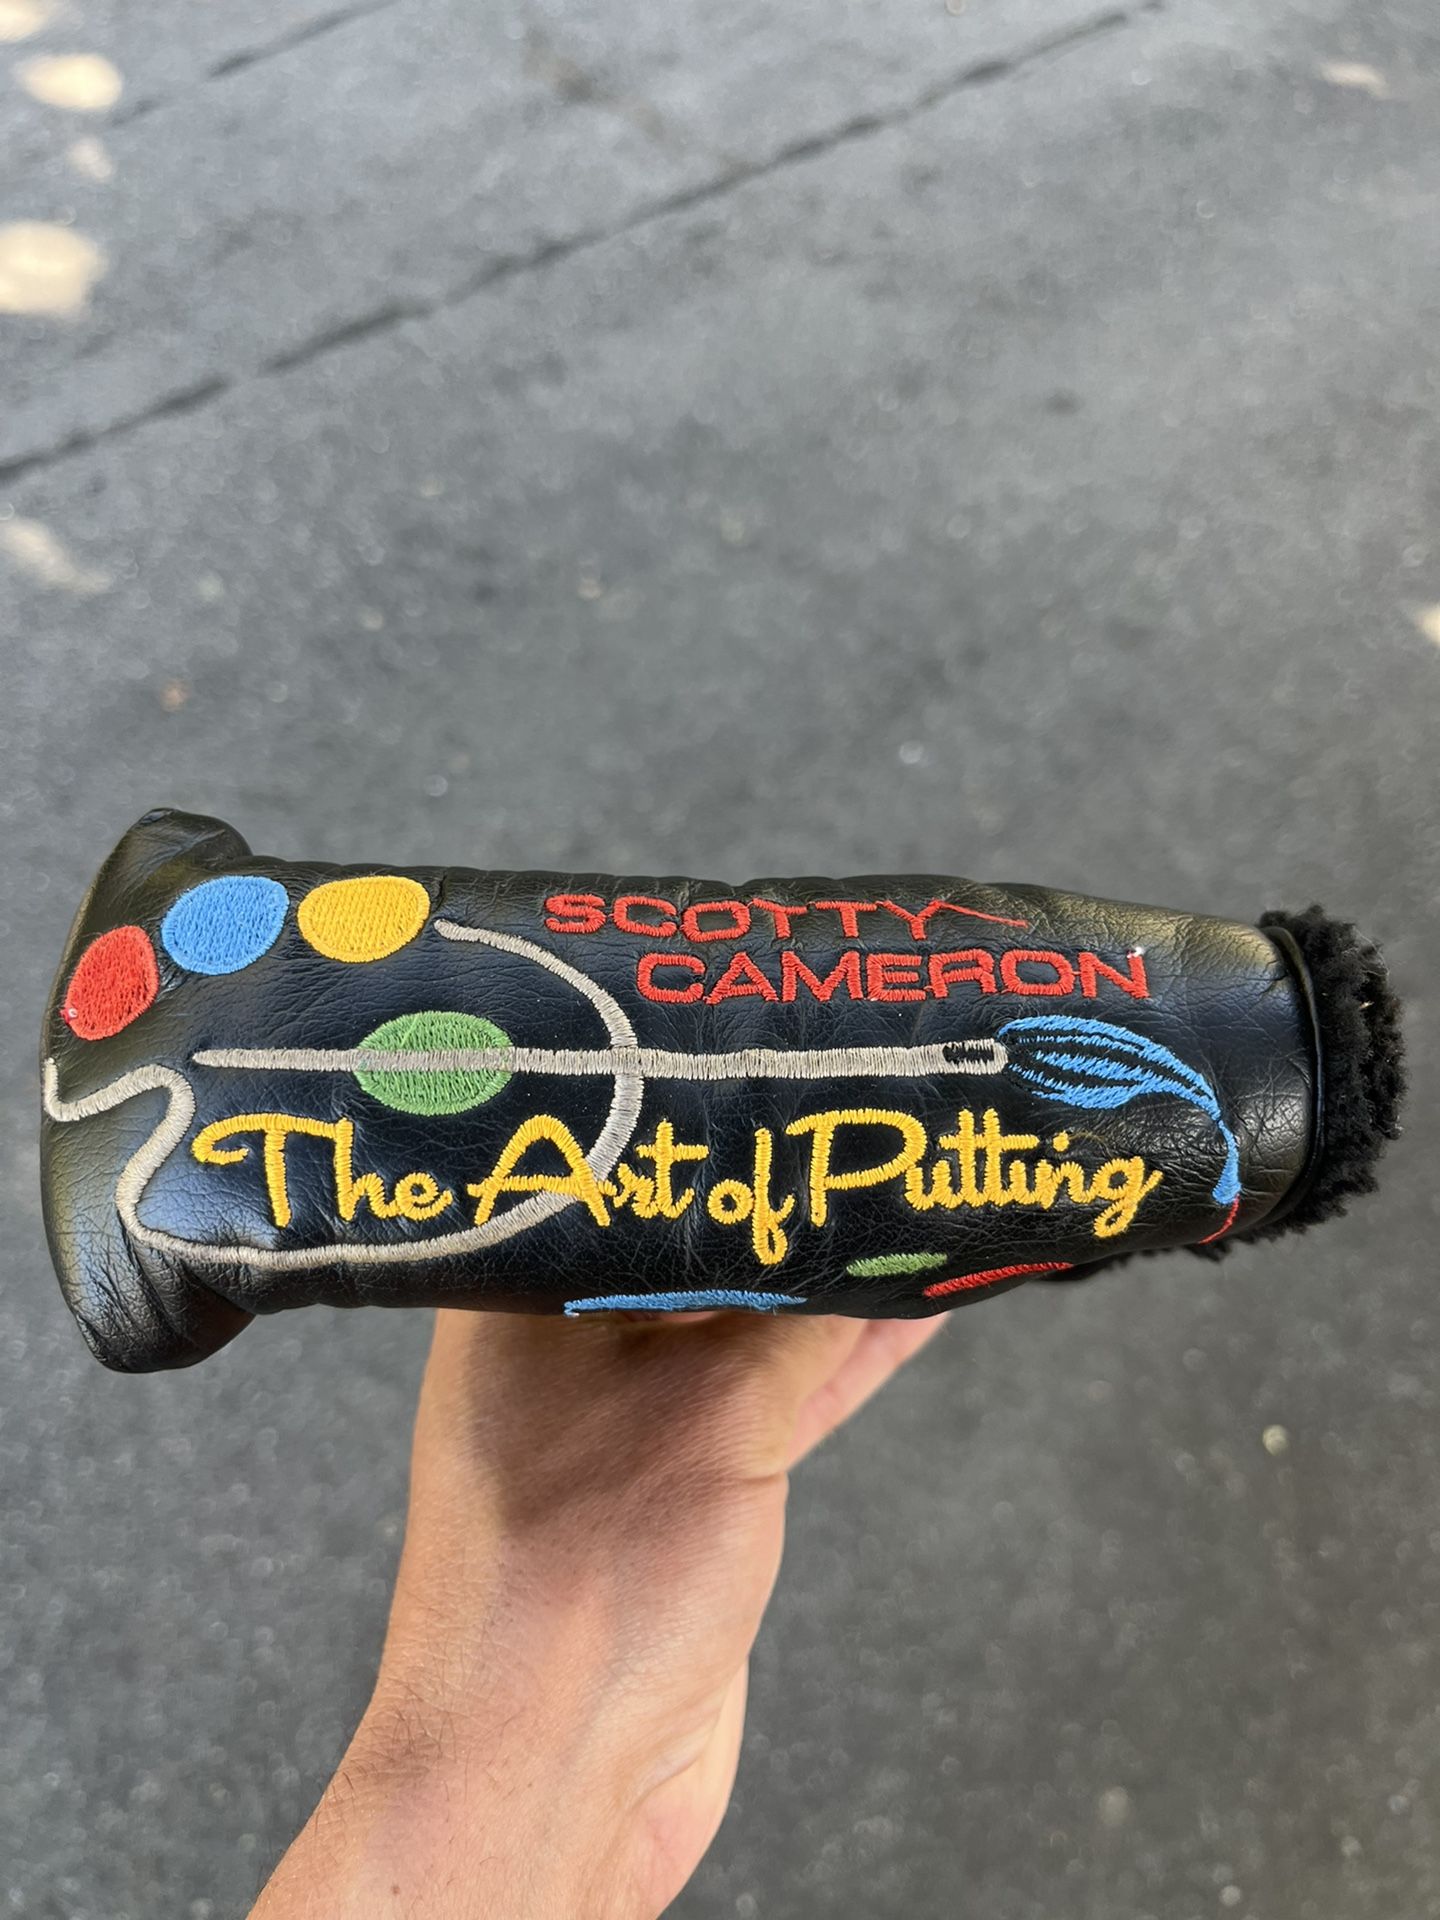 SCOTTY
CAMERON
The Art of Putting